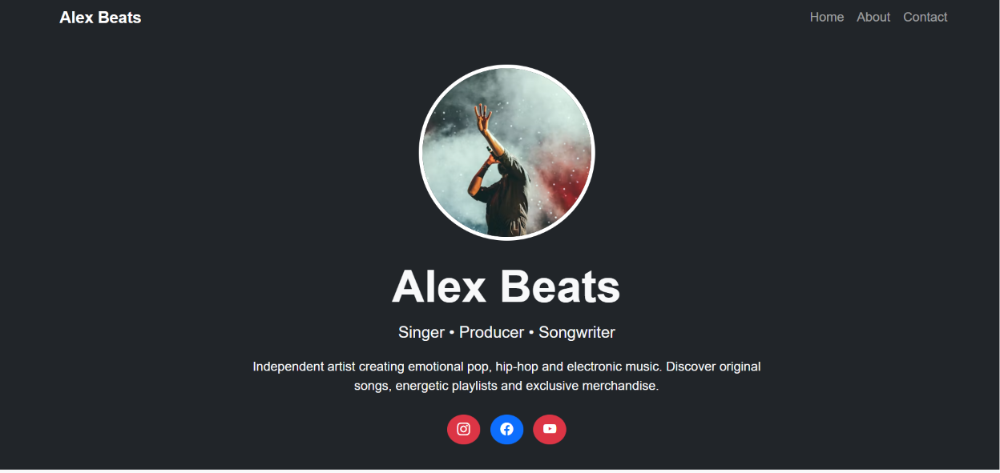 Alex Beats
Home About Contact
Alex Beats
Singer • Producer • Songwriter
Independent artist creating emotional pop, hip-hop and electronic music. Discover original
songs, energetic playlists and exclusive merchandise.